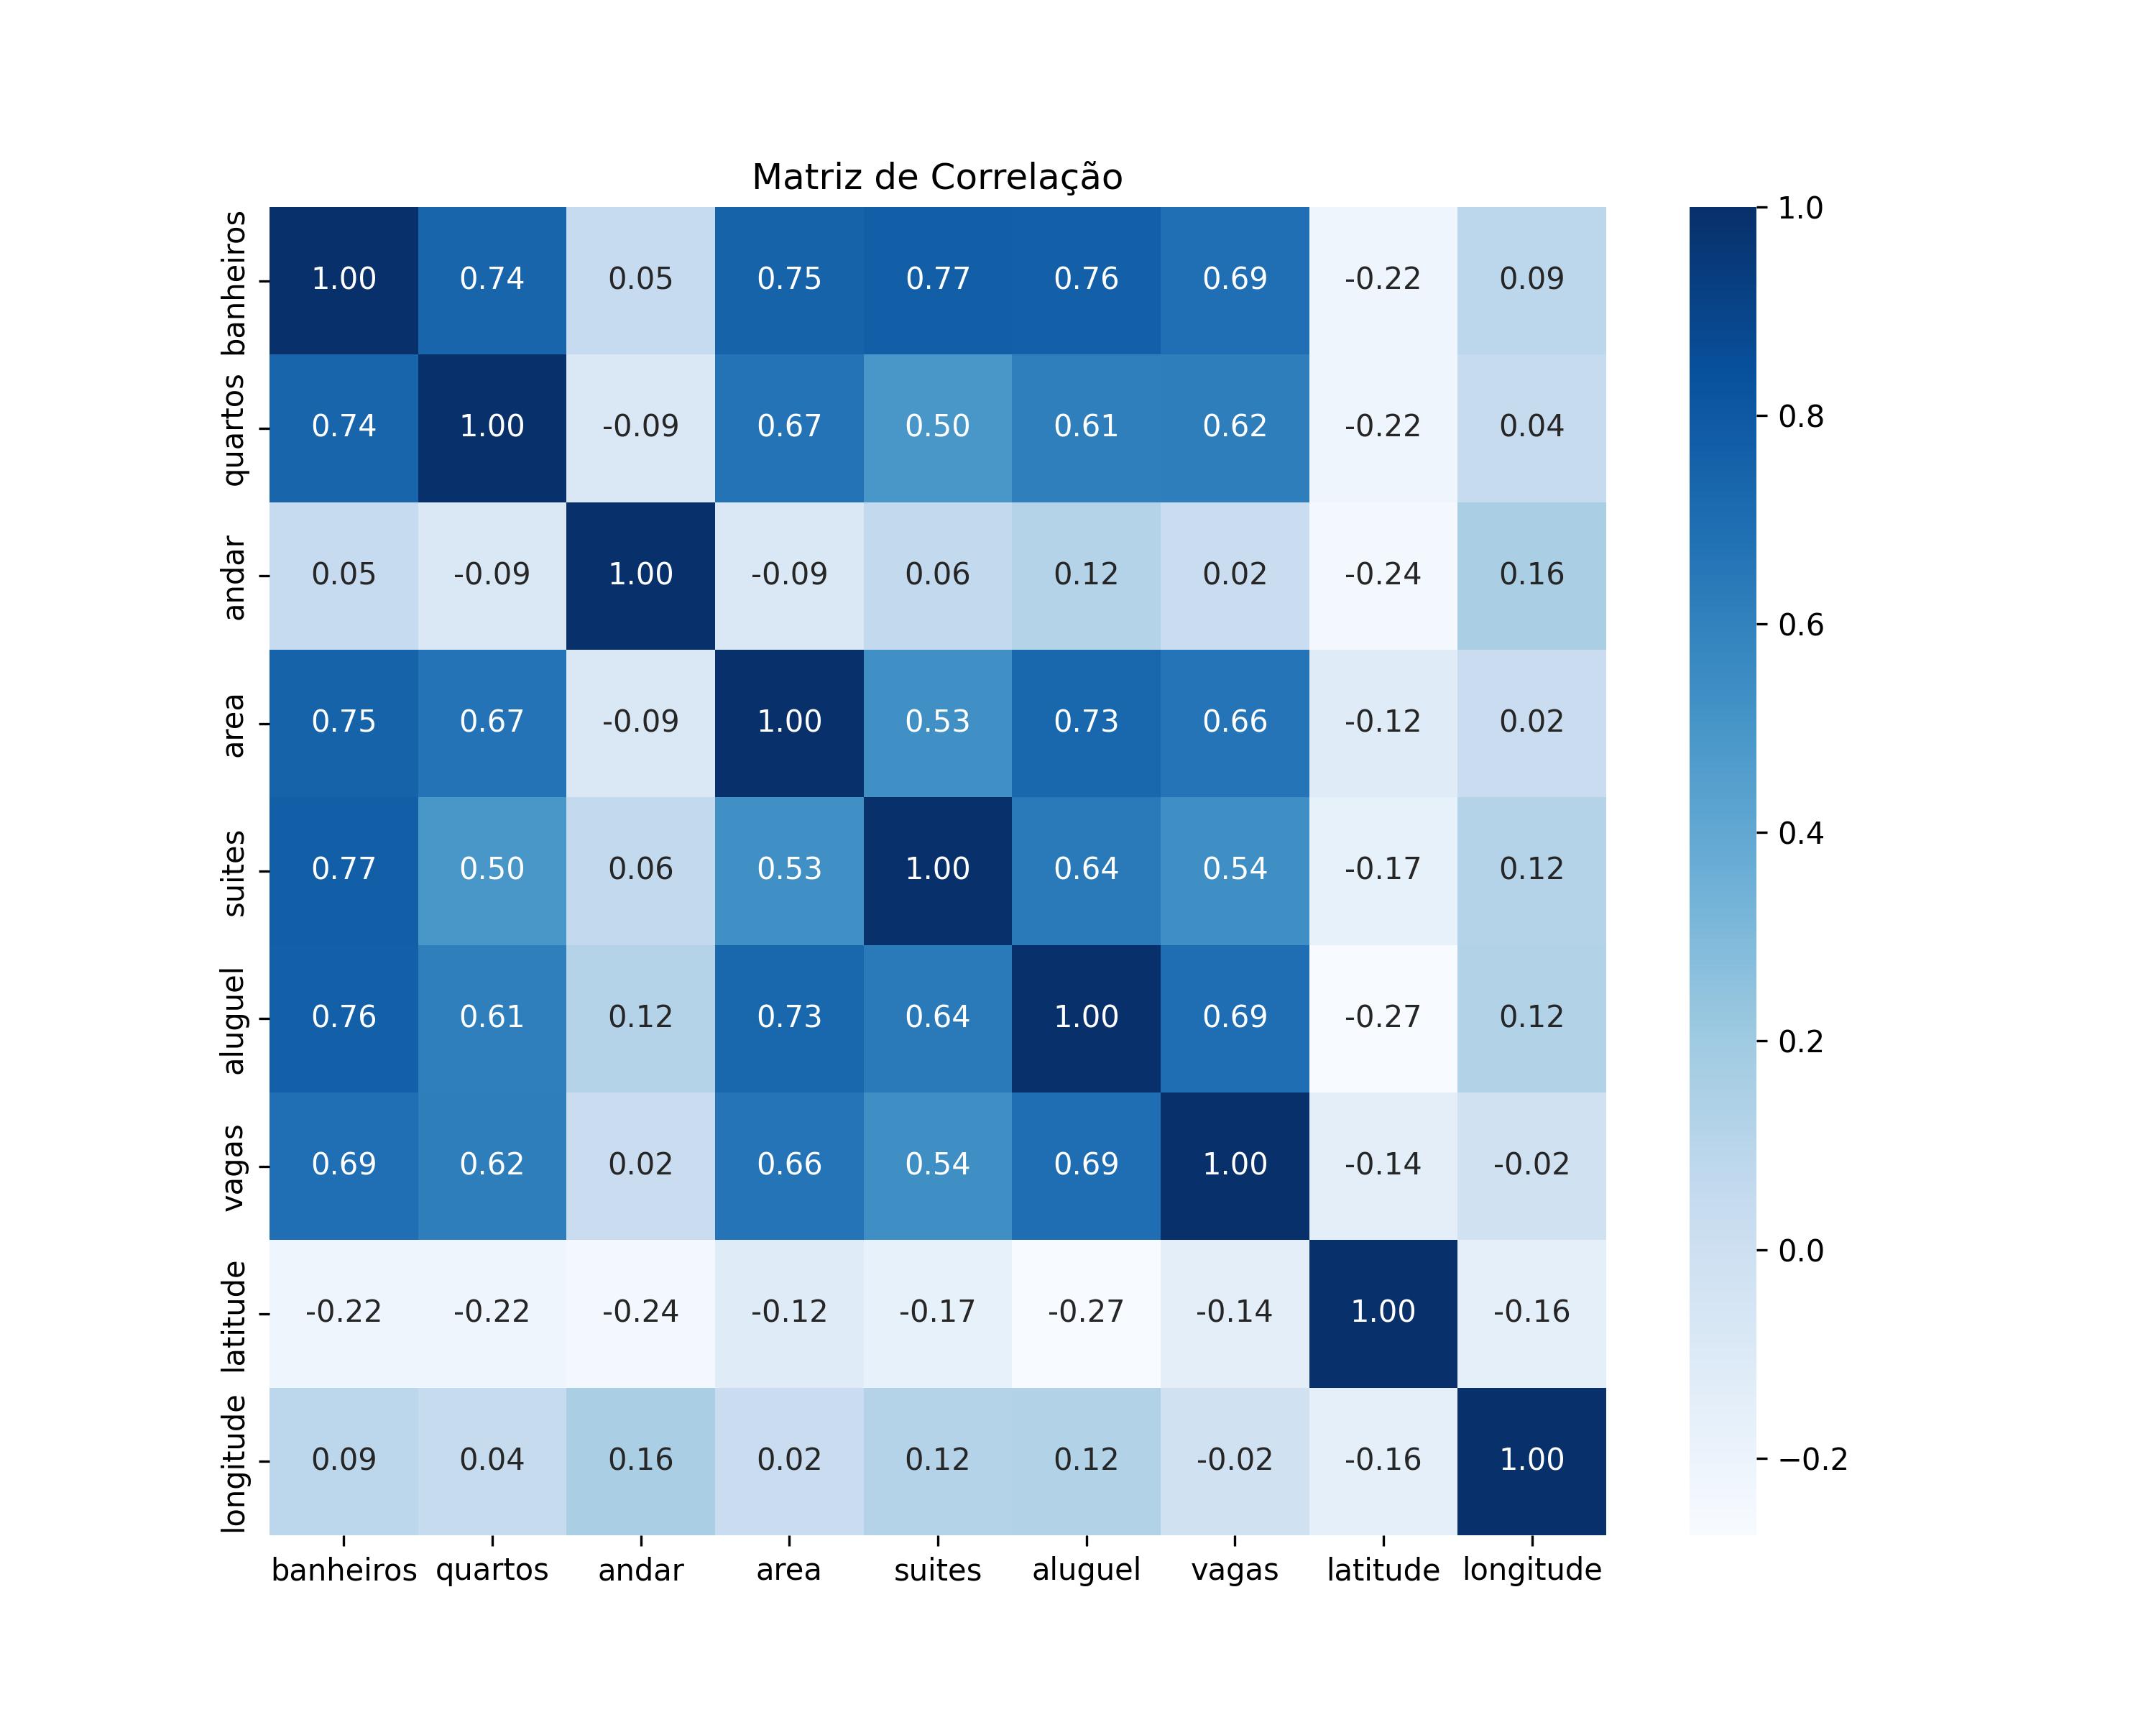 Matriz de Correlação
banheiros 1.00 0.74 0.05 0.75 0.77 0.76 0.69 -0.22 0.09
quartos 0.74 1.00 -0.09 0.67 0.50 0.61 0.62 -0.22 0.04
andar 0.05 -0.09 1.00 -0.09 0.06 0.12 0.02 -0.24 0.16
area 0.75 0.67 -0.09 1.00 0.53 0.73 0.66 -0.12 0.02
suites 0.77 0.50 0.06 0.53 1.00 0.64 0.54 -0.17 0.12
aluguel 0.76 0.61 0.12 0.73 0.64 1.00 0.69 -0.27 0.12
vagas 0.69 0.62 0.02 0.66 0.54 0.69 1.00 -0.14 -0.02
latitude -0.22 -0.22 -0.24 -0.12 -0.17 -0.27 -0.14 1.00 -0.16
longitude 0.09 0.04 0.16 0.02 0.12 0.12 -0.02 -0.16 1.00
banheiros quartos andar area suites aluguel vagas latitude longitude
1.0
0.8
0.6
0.4
0.2
0.0
−0.2